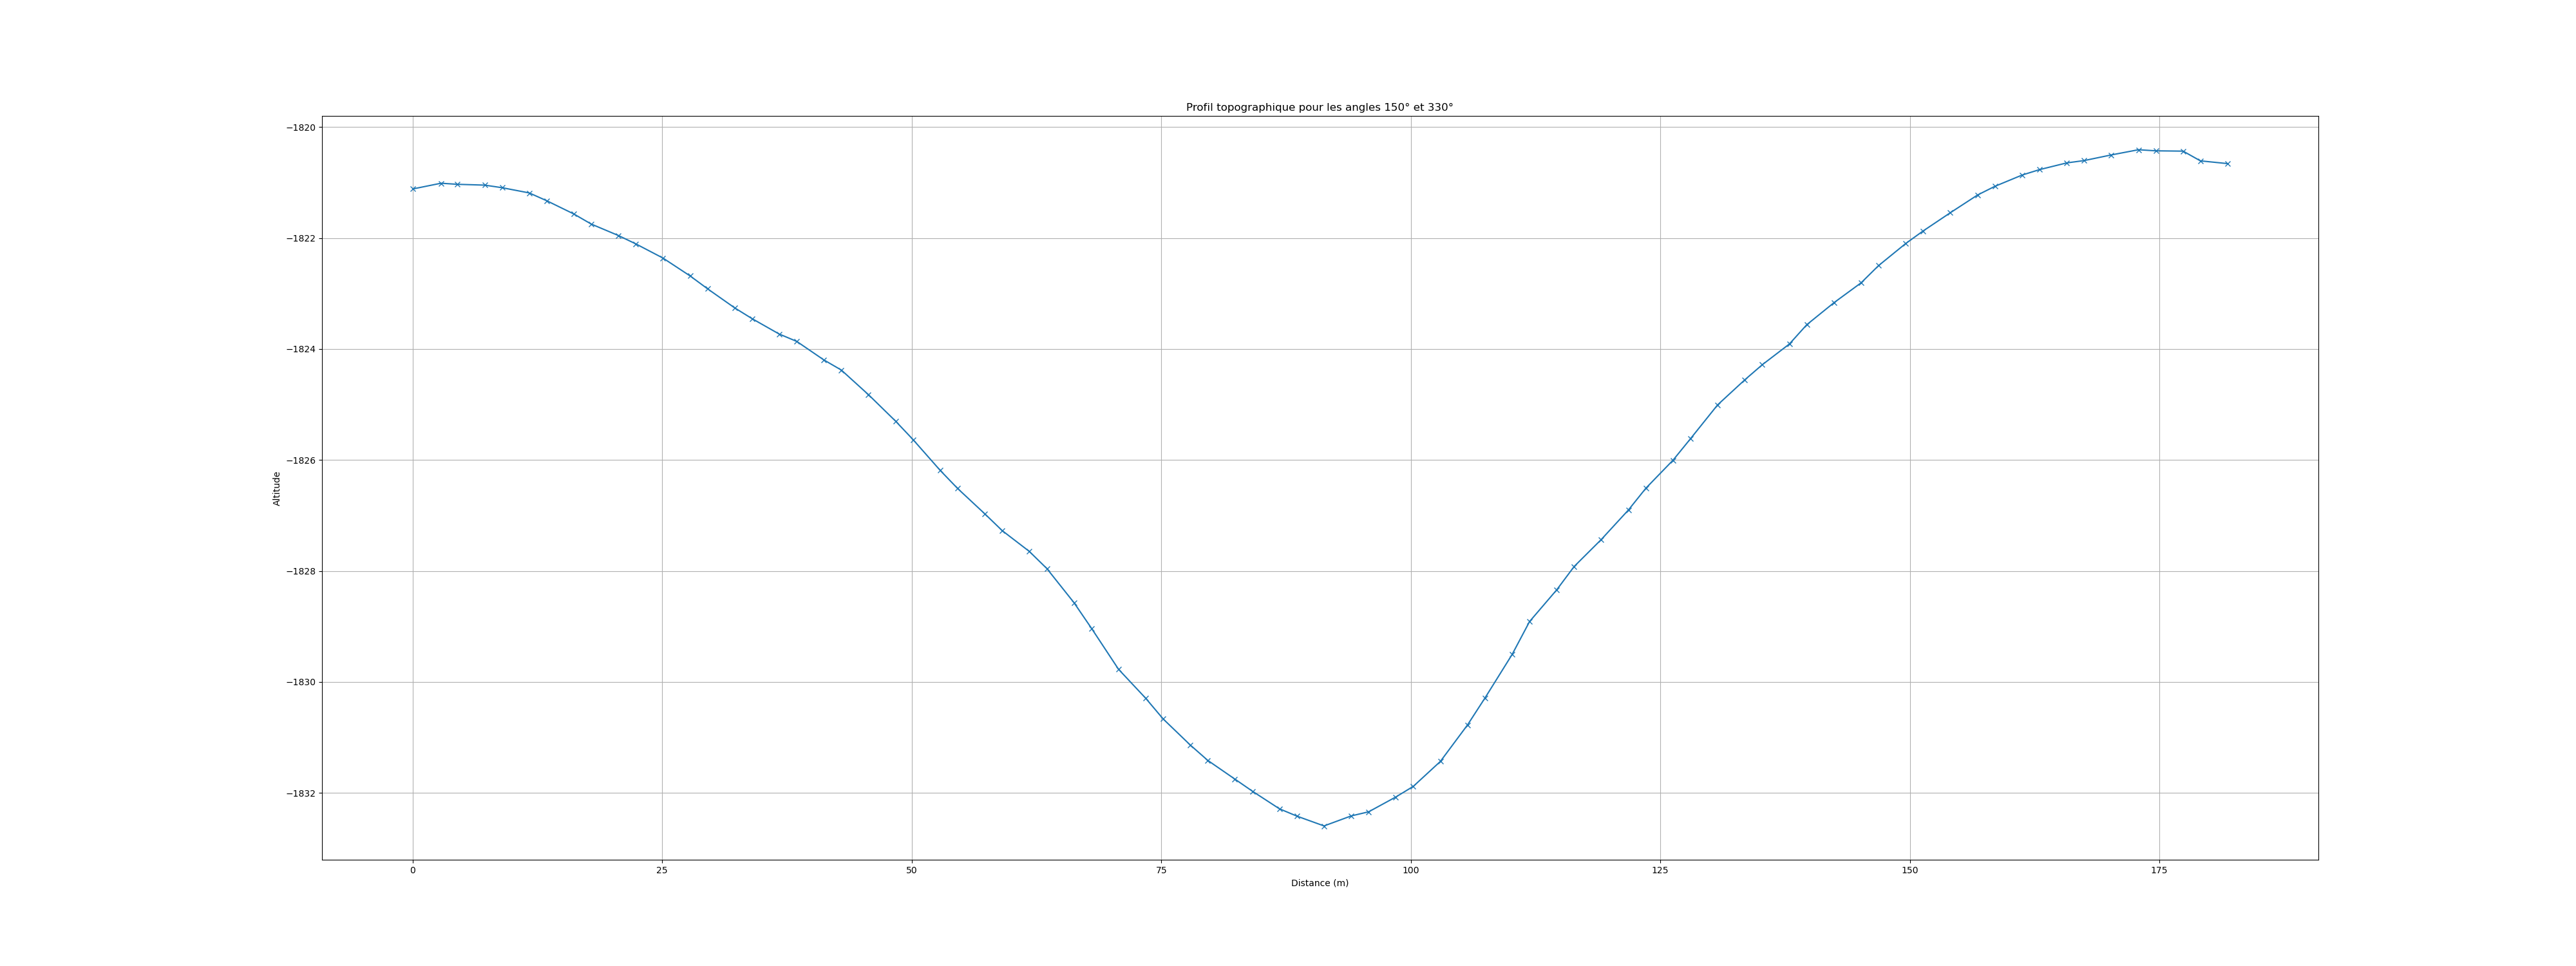 Profil topographique pour les angles 150° et 330°
−1820
−1822
−1824
−1826
−1828
−1830
−1832
Altitude
0 25 50 75 100 125 150 175
Distance (m)